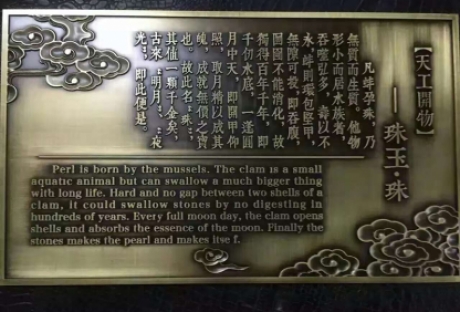 【天工開物】
——珠玉·珠
凡蚌孕珠，乃
無質而生質。他物
形小而居水族者，
吞噬弘多，壽以不
永。蚌則環包堅甲，
無隙可投，即吞腹，
囫圇不能消化，故
獨得百年千年，即
千仞水底，一逢圓
月中天，即開甲仰
照，取月精以成其
魄，成就無價之寶
也。故此名“珠”，
其值一顆千金矣，
古來“明月”、“夜
光”，即此便是。
Perl is born by the mussels. The clam is a small
aquatic animal but can swallow a much bigger thing
with long life. Hard and no gap between two shells of a
clam, it could swallow stones by no digesting in
hundreds of years. Every full moon day, the clam opens
shells and absorbs the essence of the moon. Finally the
stones makes the pearl and makes itse f.